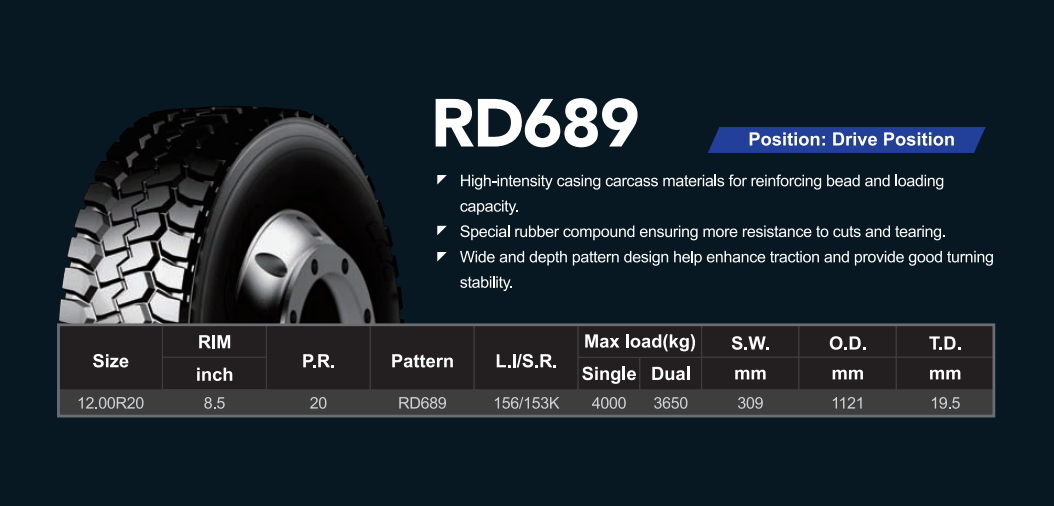 RD689
Position: Drive Position
High-intensity casing carcass materials for reinforcing bead and loading
capacity.
Special rubber compound ensuring more resistance to cuts and tearing.
Wide and depth pattern design help enhance traction and provide good turning
stability.
Size RIM P.R. Pattern L.I/S.R. Max load(kg) S.W. O.D. T.D.
inch Single Dual mm mm mm
12.00R20 8.5 20 RD689 156/153K 4000 3650 309 1121 19.5